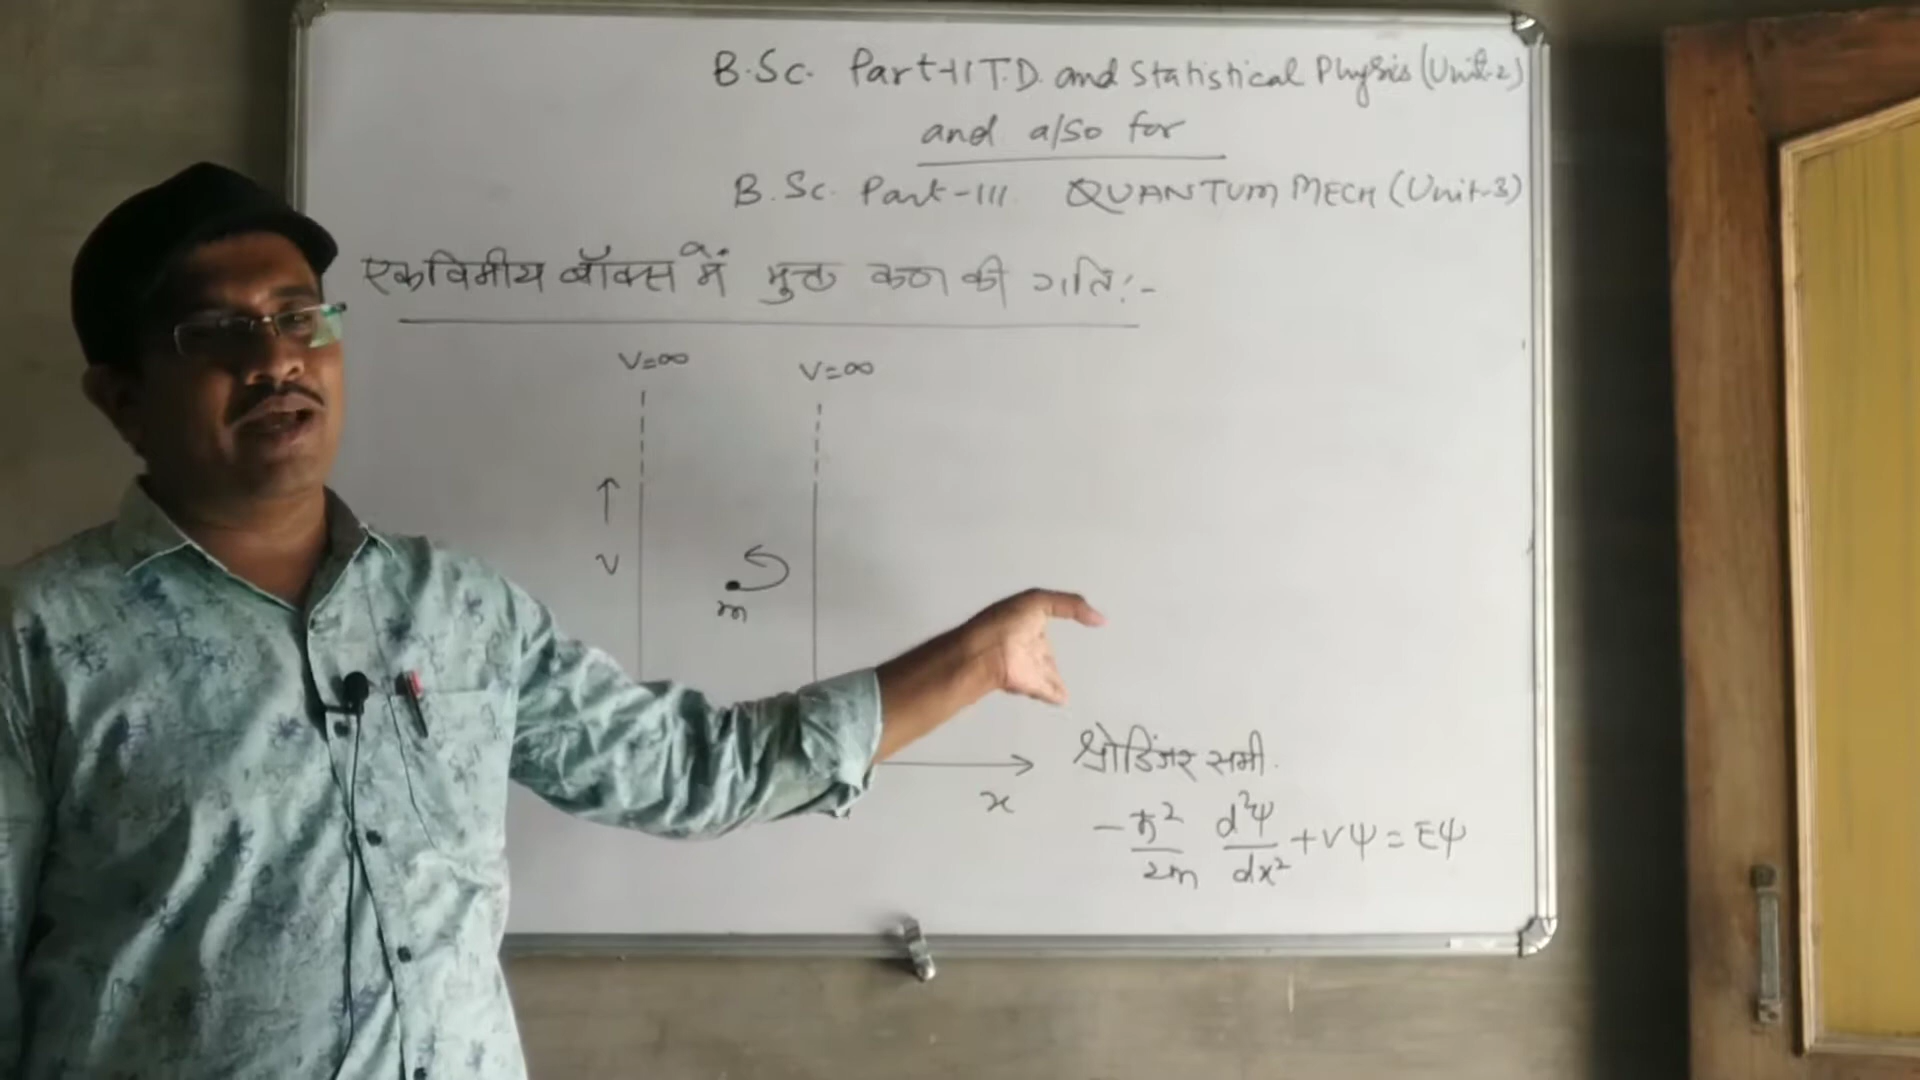 B.Sc. Part-II T.D. and Statistical Physics (Unit-2)
and also for
B.Sc. Part-III QUANTUM MECH (Unit-3)
एकविमीय बॉक्स में मुक्त कण की गति:-
V=∞ V=∞
↑
V
m
x
श्रोडिंजर समी.
-ℏ²/2m d²ψ/dx² + Vψ = Eψ